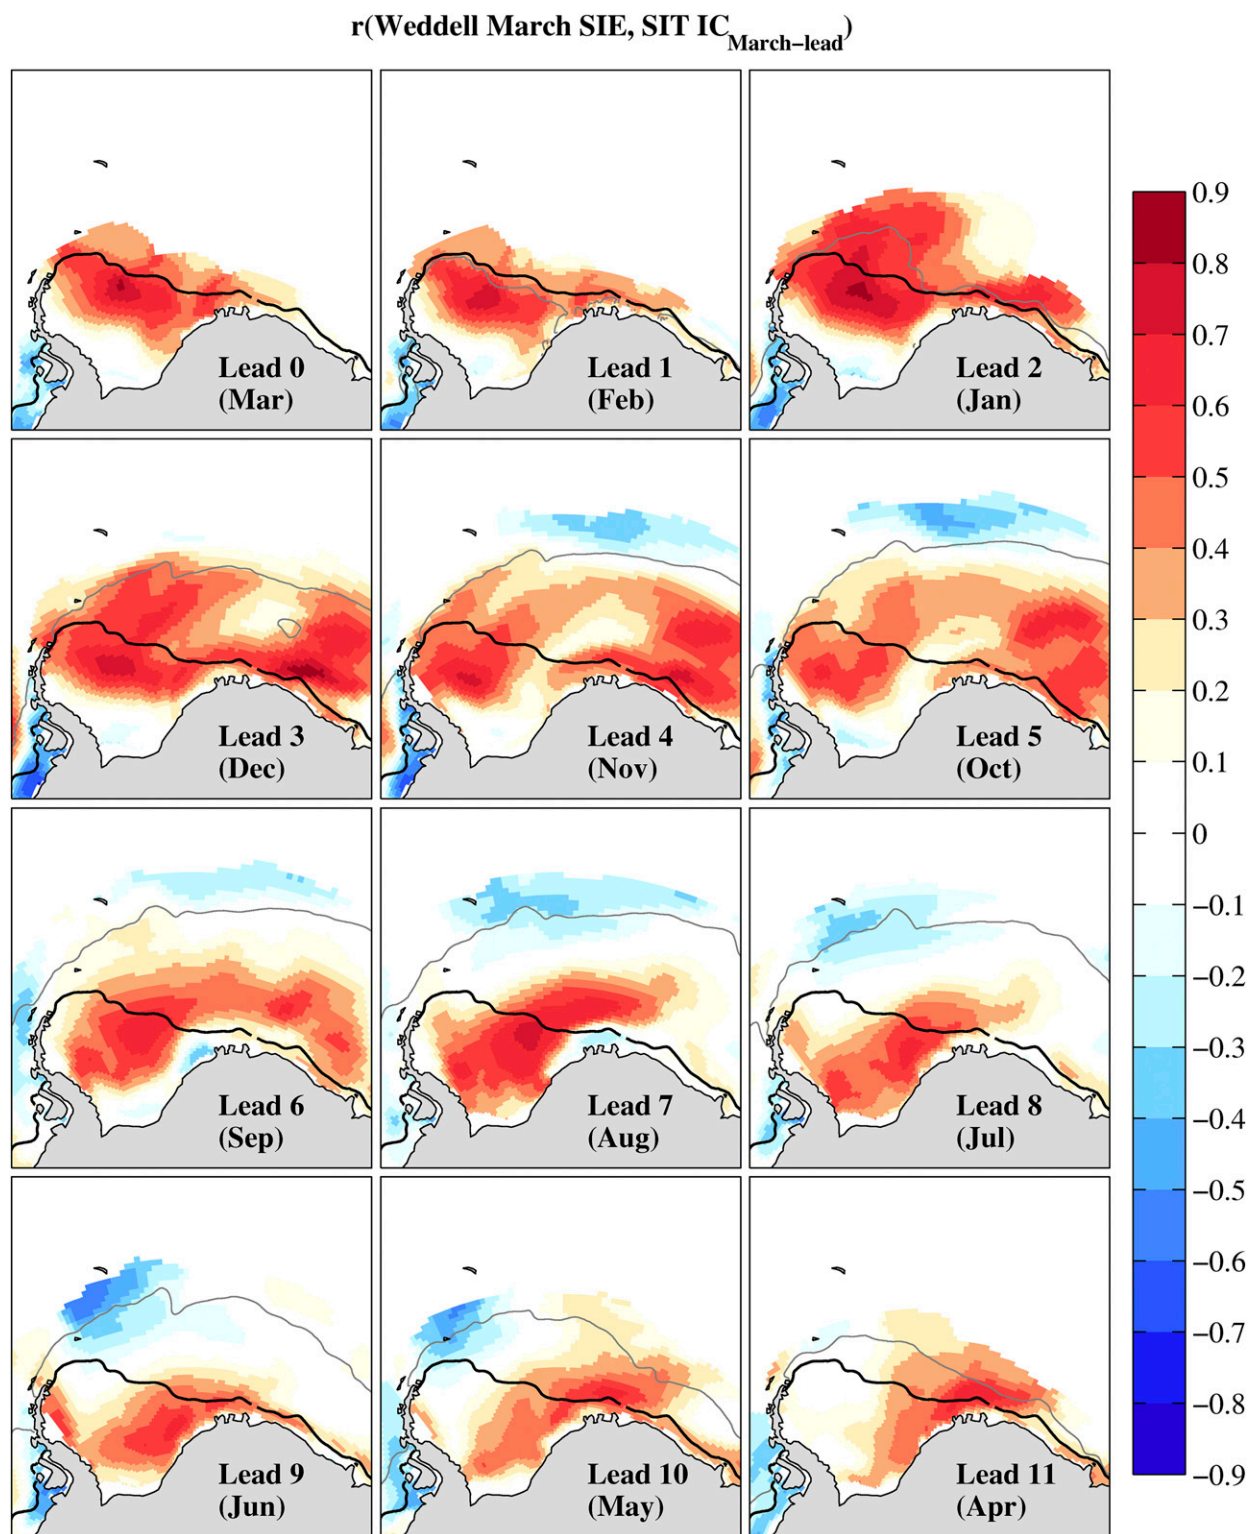 r(Weddell March SIE, SIT IC March−lead)
Lead 0
(Mar)
Lead 1
(Feb)
Lead 2
(Jan)
Lead 3
(Dec)
Lead 4
(Nov)
Lead 5
(Oct)
Lead 6
(Sep)
Lead 7
(Aug)
Lead 8
(Jul)
Lead 9
(Jun)
Lead 10
(May)
Lead 11
(Apr)
0.9
0.8
0.7
0.6
0.5
0.4
0.3
0.2
0.1
0
−0.1
−0.2
−0.3
−0.4
−0.5
−0.6
−0.7
−0.8
−0.9